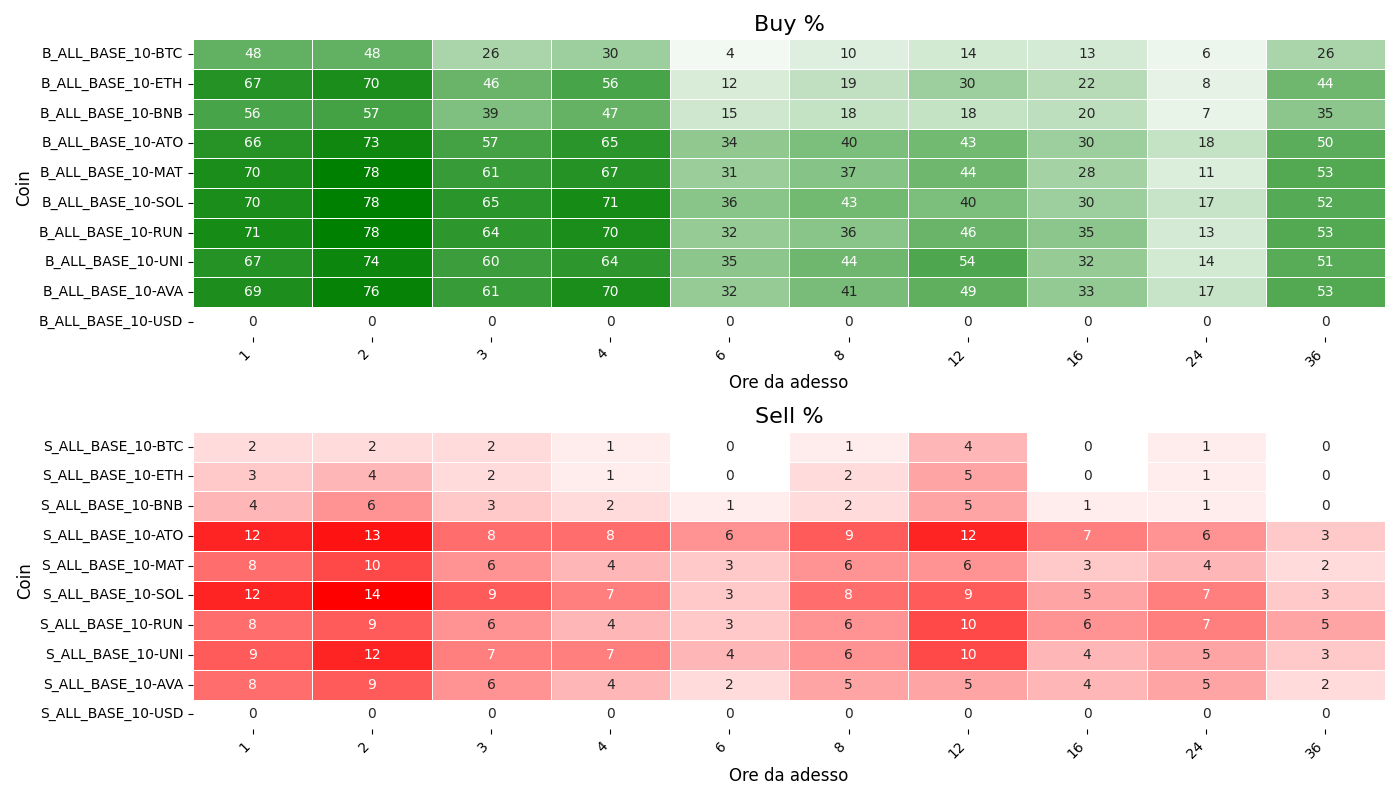 Buy %
Coin
B_ALL_BASE_10-BTC 48 48 26 30 4 10 14 13 6 26
B_ALL_BASE_10-ETH 67 70 46 56 12 19 30 22 8 44
B_ALL_BASE_10-BNB 56 57 39 47 15 18 18 20 7 35
B_ALL_BASE_10-ATO 66 73 57 65 34 40 43 30 18 50
B_ALL_BASE_10-MAT 70 78 61 67 31 37 44 28 11 53
B_ALL_BASE_10-SOL 70 78 65 71 36 43 40 30 17 52
B_ALL_BASE_10-RUN 71 78 64 70 32 36 46 35 13 53
B_ALL_BASE_10-UNI 67 74 60 64 35 44 54 32 14 51
B_ALL_BASE_10-AVA 69 76 61 70 32 41 49 33 17 53
B_ALL_BASE_10-USD 0 0 0 0 0 0 0 0 0 0
1 2 3 4 6 8 12 16 24 36
Ore da adesso
Sell %
Coin
S_ALL_BASE_10-BTC 2 2 2 1 0 1 4 0 1 0
S_ALL_BASE_10-ETH 3 4 2 1 0 2 5 0 1 0
S_ALL_BASE_10-BNB 4 6 3 2 1 2 5 1 1 0
S_ALL_BASE_10-ATO 12 13 8 8 6 9 12 7 6 3
S_ALL_BASE_10-MAT 8 10 6 4 3 6 6 3 4 2
S_ALL_BASE_10-SOL 12 14 9 7 3 8 9 5 7 3
S_ALL_BASE_10-RUN 8 9 6 4 3 6 10 6 7 5
S_ALL_BASE_10-UNI 9 12 7 7 4 6 10 4 5 3
S_ALL_BASE_10-AVA 8 9 6 4 2 5 5 4 5 2
S_ALL_BASE_10-USD 0 0 0 0 0 0 0 0 0 0
1 2 3 4 6 8 12 16 24 36
Ore da adesso